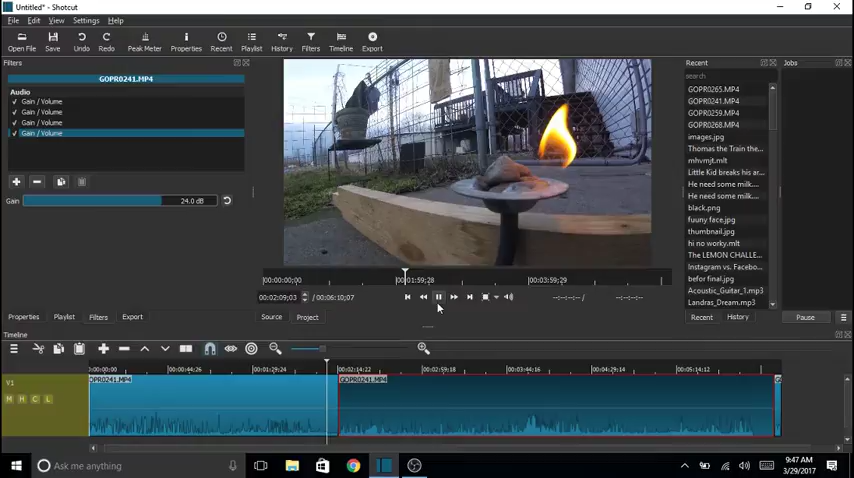 Untitled* - Shotcut
File Edit View Settings Help
Open File Save Undo Redo Peak Meter Properties Recent Playlist History Filters Timeline Export
Filters
GOPR0241.MP4
Audio
Gain / Volume
Gain / Volume
Gain / Volume
Gain / Volume
Gain 24.0 dB
Properties Playlist Filters Export
|00:00:00;00 |00:01:59;28 |00:03:59;29
00:02:09;03 / 00:06:10;07 --:--:--:-- / --:--:--:--
Source Project
Recent
search
GOPR0265.MP4
GOPR0241.MP4
GOPR0259.MP4
GOPR0268.MP4
images.jpg
Thomas the Train the...
mhvmjt.mlt
Little Kid breaks his ar...
He need some milk....
He need some milk....
black.png
fuuny face.jpg
thumbnail.jpg
hi no worky.mlt
The LEMON CHALLE...
Instagram vs. Facebo...
befor final.jpg
Acoustic_Guitar_1.mp3
Landras_Dream.mp3
Recent History
Jobs
Pause
Timeline
:00:00;00 |00:00:44;26 |00:01:29;24 |00:02:14;22 |00:02:59;18 |00:03:44;16 |00:04:29;14 |00:05:14;12
V1
M H C L
OPR0241.MP4
GOPR0241.MP4
G
Ask me anything
9:47 AM
3/29/2017